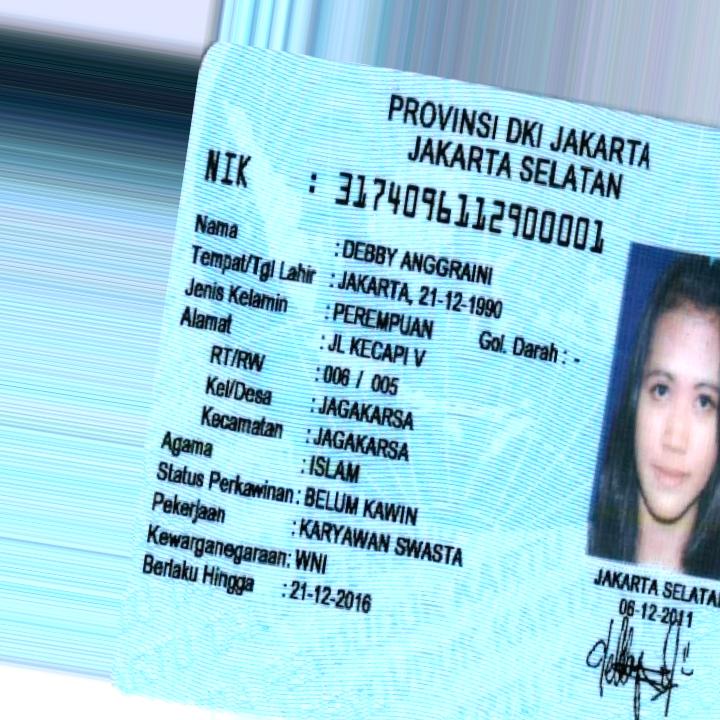 PROVINSI DKI JAKARTA
JAKARTA SELATAN
NIK : 3174096112900001
Nama : DEBBY ANGGRAINI
Tempat/Tgl Lahir : JAKARTA, 21-12-1990
Jenis Kelamin : PEREMPUAN Gol. Darah : -
Alamat : JL KECAPI V
RT/RW : 006 / 005
Kel/Desa : JAGAKARSA
Kecamatan : JAGAKARSA
Agama : ISLAM
Status Perkawinan : BELUM KAWIN
Pekerjaan : KARYAWAN SWASTA
Kewarganegaraan : WNI
Berlaku Hingga : 21-12-2016
JAKARTA SELATAN
06-12-2011